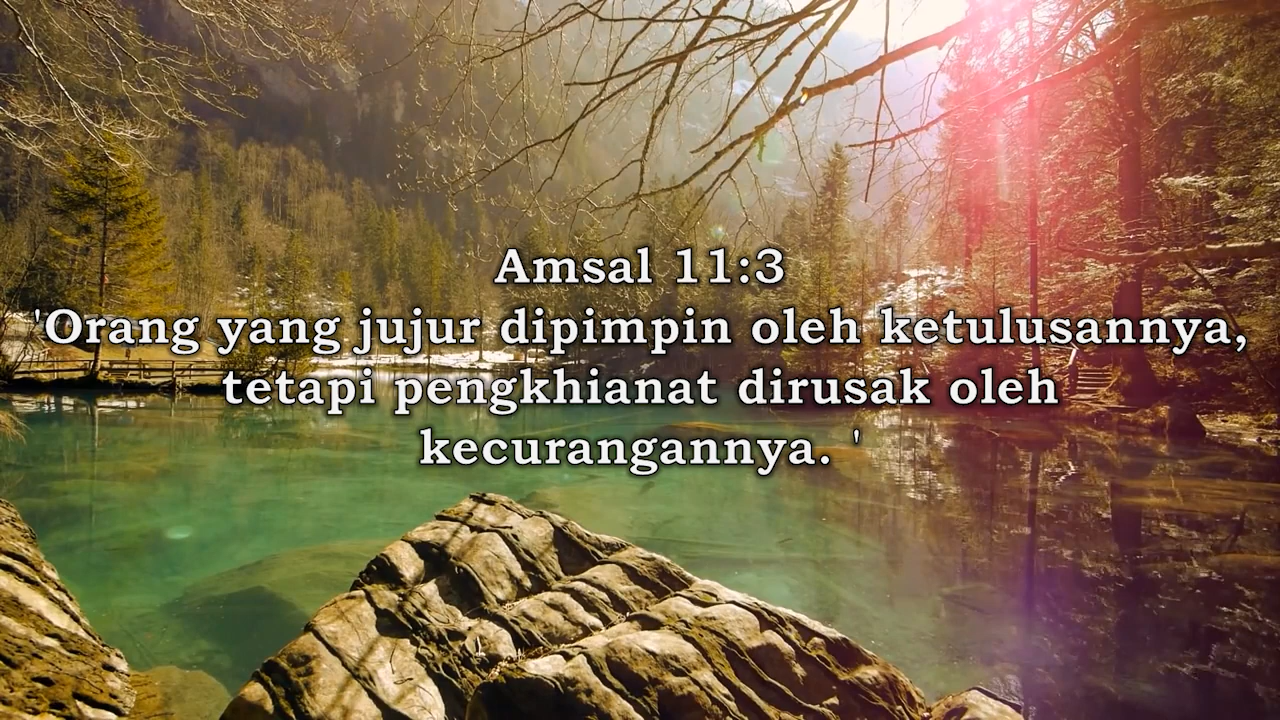 Amsal 11:3
'Orang yang jujur dipimpin oleh ketulusannya,
tetapi pengkhianat dirusak oleh
kecurangannya. '